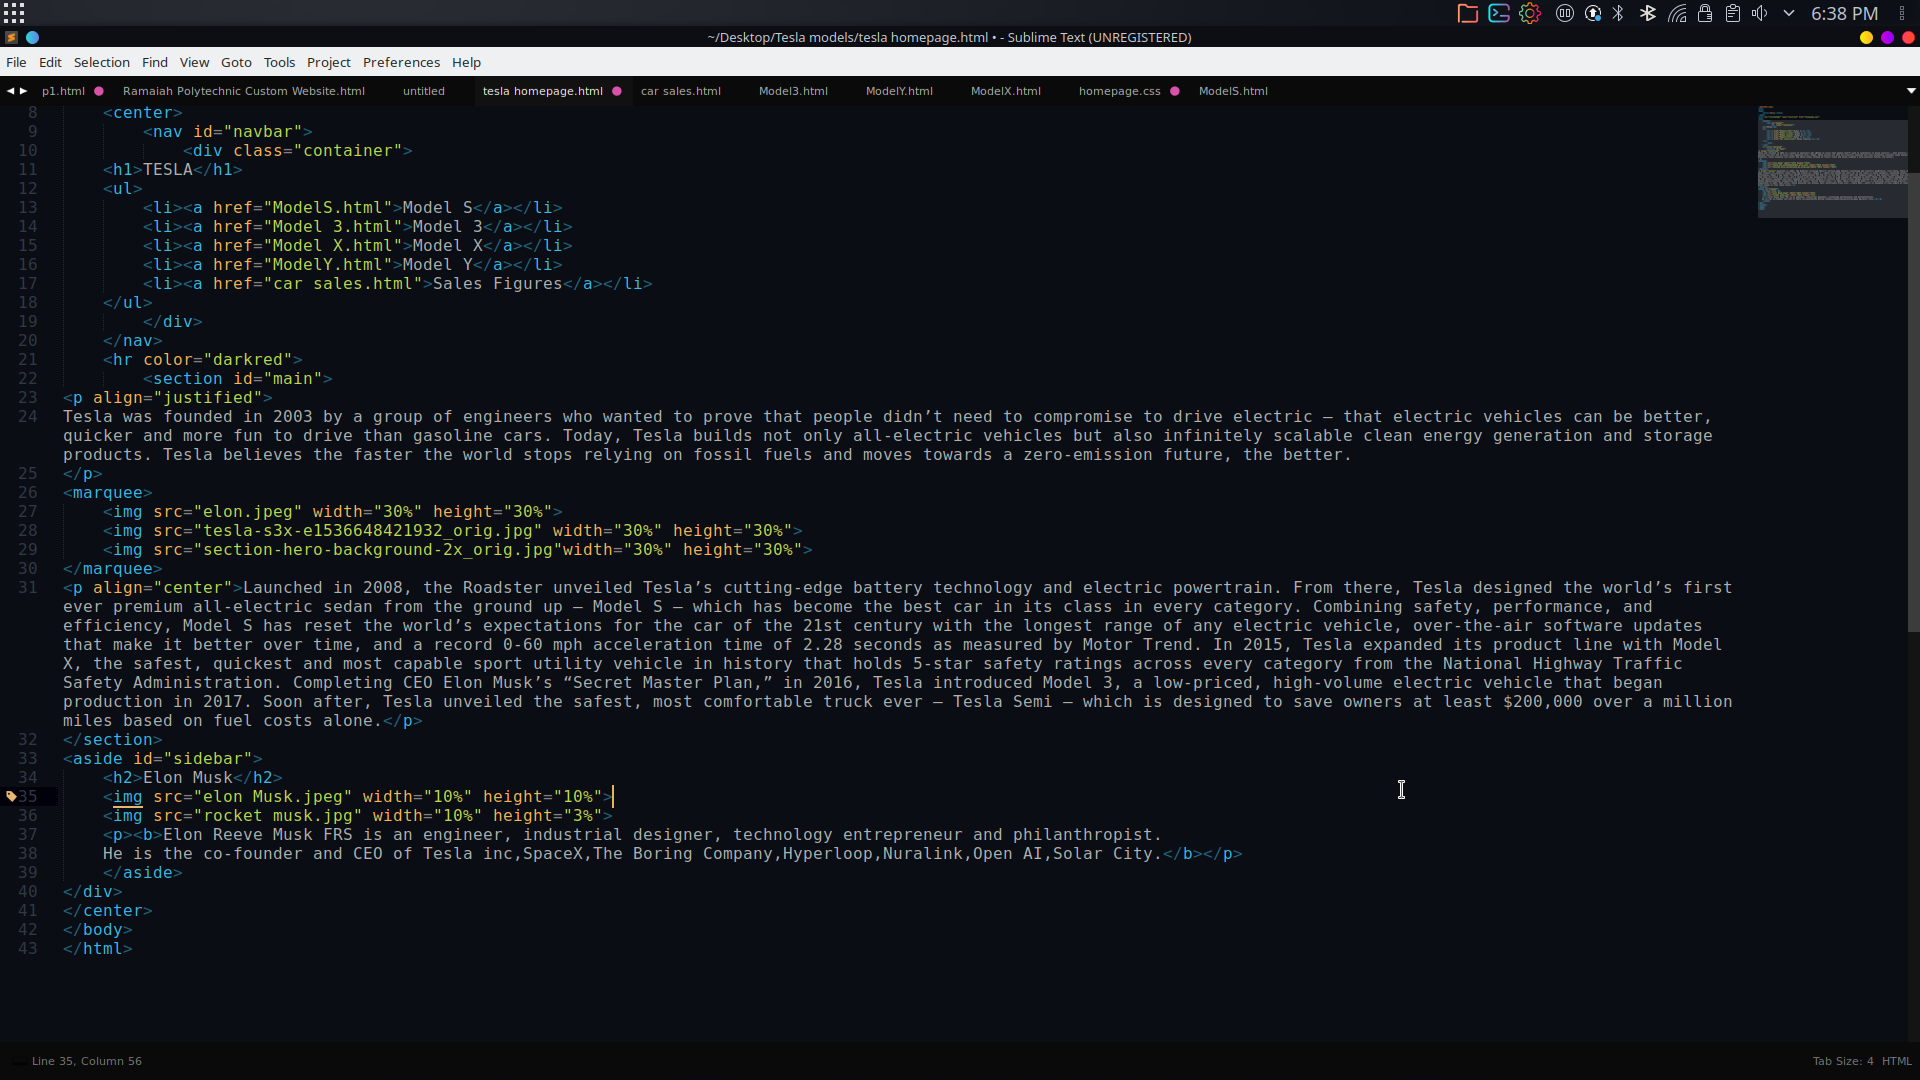 6:38 PM
~/Desktop/Tesla models/tesla homepage.html • - Sublime Text (UNREGISTERED)
File Edit Selection Find View Goto Tools Project Preferences Help
p1.html Ramaiah Polytechnic Custom Website.html untitled tesla homepage.html car sales.html Model3.html ModelY.html ModelX.html homepage.css ModelS.html
8 <center>
9 <nav id="navbar">
10 <div class="container">
11 <h1>TESLA</h1>
12 <ul>
13 <li><a href="ModelS.html">Model S</a></li>
14 <li><a href="Model 3.html">Model 3</a></li>
15 <li><a href="Model X.html">Model X</a></li>
16 <li><a href="ModelY.html">Model Y</a></li>
17 <li><a href="car sales.html">Sales Figures</a></li>
18 </ul>
19 </div>
20 </nav>
21 <hr color="darkred">
22 <section id="main">
23 <p align="justified">
24 Tesla was founded in 2003 by a group of engineers who wanted to prove that people didn’t need to compromise to drive electric – that electric vehicles can be better,
quicker and more fun to drive than gasoline cars. Today, Tesla builds not only all-electric vehicles but also infinitely scalable clean energy generation and storage
products. Tesla believes the faster the world stops relying on fossil fuels and moves towards a zero-emission future, the better.
25 </p>
26 <marquee>
27 <img src="elon.jpeg" width="30%" height="30%">
28 <img src="tesla-s3x-e1536648421932_orig.jpg" width="30%" height="30%">
29 <img src="section-hero-background-2x_orig.jpg"width="30%" height="30%">
30 </marquee>
31 <p align="center">Launched in 2008, the Roadster unveiled Tesla’s cutting-edge battery technology and electric powertrain. From there, Tesla designed the world’s first
ever premium all-electric sedan from the ground up – Model S – which has become the best car in its class in every category. Combining safety, performance, and
efficiency, Model S has reset the world’s expectations for the car of the 21st century with the longest range of any electric vehicle, over-the-air software updates
that make it better over time, and a record 0-60 mph acceleration time of 2.28 seconds as measured by Motor Trend. In 2015, Tesla expanded its product line with Model
X, the safest, quickest and most capable sport utility vehicle in history that holds 5-star safety ratings across every category from the National Highway Traffic
Safety Administration. Completing CEO Elon Musk’s “Secret Master Plan,” in 2016, Tesla introduced Model 3, a low-priced, high-volume electric vehicle that began
production in 2017. Soon after, Tesla unveiled the safest, most comfortable truck ever – Tesla Semi – which is designed to save owners at least $200,000 over a million
miles based on fuel costs alone.</p>
32 </section>
33 <aside id="sidebar">
34 <h2>Elon Musk</h2>
35 <img src="elon Musk.jpeg" width="10%" height="10%">
36 <img src="rocket musk.jpg" width="10%" height="3%">
37 <p><b>Elon Reeve Musk FRS is an engineer, industrial designer, technology entrepreneur and philanthropist.
38 He is the co-founder and CEO of Tesla inc,SpaceX,The Boring Company,Hyperloop,Nuralink,Open AI,Solar City.</b></p>
39 </aside>
40 </div>
41 </center>
42 </body>
43 </html>
Line 35, Column 56
Tab Size: 4 HTML